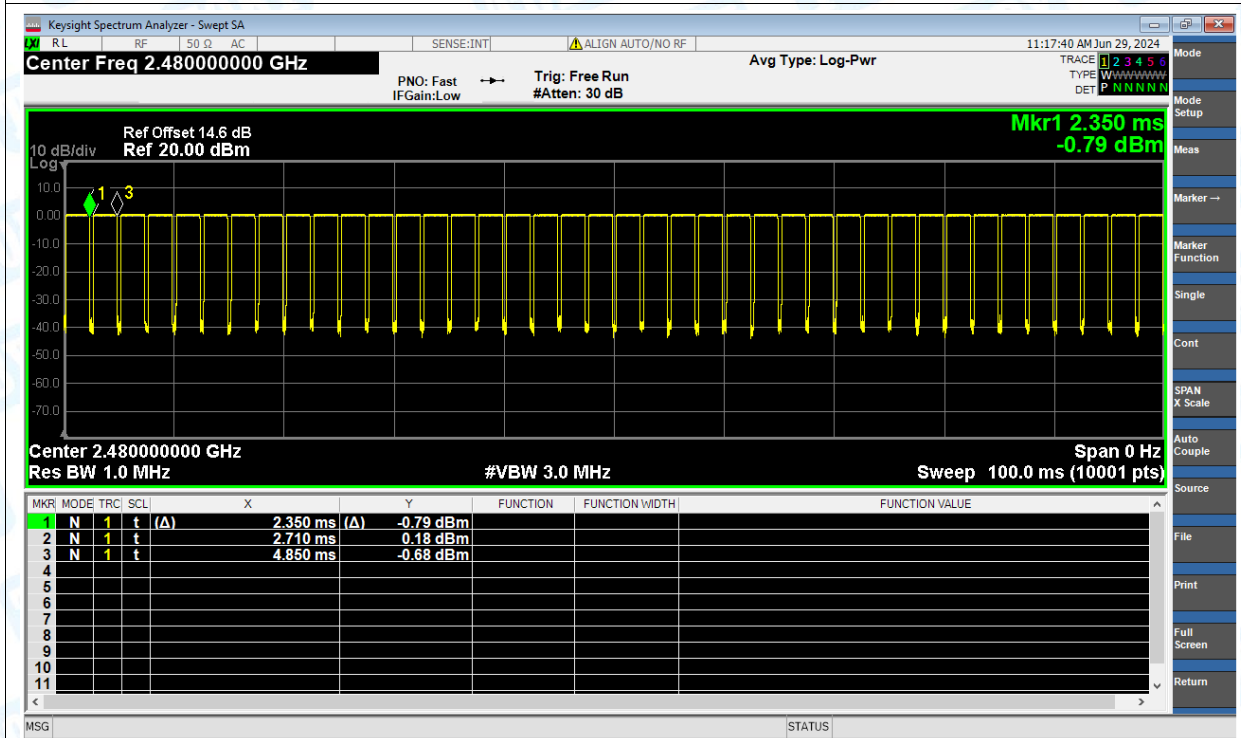 Keysight Spectrum Analyzer - Swept SA
LXI RL RF 50 Ω AC SENSE:INT ALIGN AUTO/NO RF 11:17:40 AM Jun 29, 2024
Center Freq 2.480000000 GHz
PNO: Fast
IFGain:Low
Trig: Free Run
#Atten: 30 dB
Avg Type: Log-Pwr
TRACE 1 2 3 4 5 6
TYPE WWWWWW
DET P N N N N N
Ref Offset 14.6 dB
10 dB/div Ref 20.00 dBm
Log
Mkr1 2.350 ms
-0.79 dBm
10.0
0.00
-10.0
-20.0
-30.0
-40.0
-50.0
-60.0
-70.0
1 3
Center 2.480000000 GHz Span 0 Hz
Res BW 1.0 MHz #VBW 3.0 MHz Sweep 100.0 ms (10001 pts)
MKR MODE TRC SCL X Y FUNCTION FUNCTION WIDTH FUNCTION VALUE
1 N 1 t (Δ) 2.350 ms (Δ) -0.79 dBm
2 N 1 t 2.710 ms 0.18 dBm
3 N 1 t 4.850 ms -0.68 dBm
4
5
6
7
8
9
10
11
MSG STATUS
Mode
Mode
Setup
Meas
Marker→
Marker
Function
Single
Cont
SPAN
X Scale
Auto
Couple
Source
File
Print
Full
Screen
Return